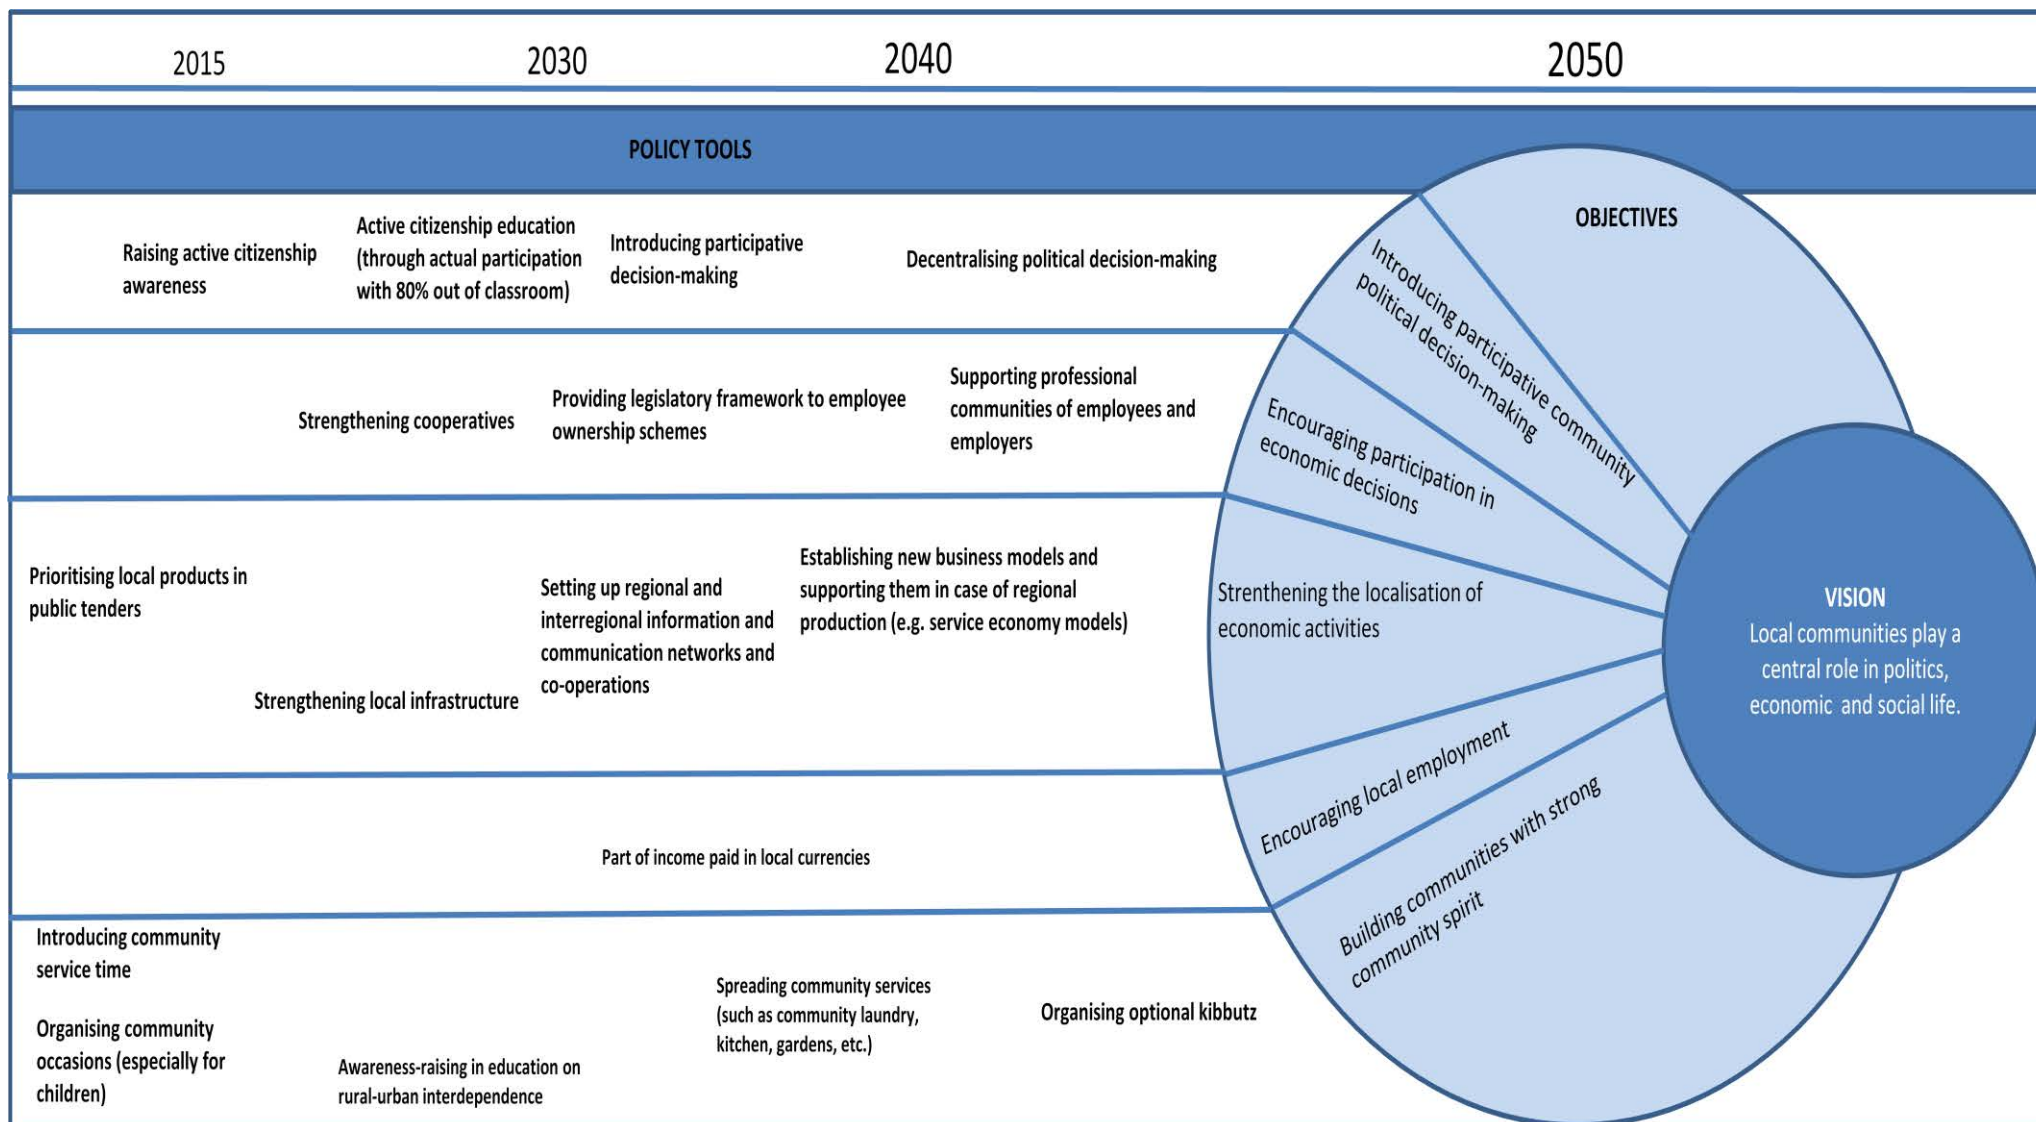 2015
2030
2040
2050
POLICY TOOLS
OBJECTIVES
Raising active citizenship
awareness
Active citizenship education
(through actual participation
with 80% out of classroom)
Introducing participative
decision-making
Decentralising political decision-making
Introducing participative community
political decision-making
Strengthening cooperatives
Providing legislatory framework to employee
ownership schemes
Supporting professional
communities of employees and
employers
Encouraging participation in
economic decisions
Prioritising local products in
public tenders
Strengthening local infrastructure
Setting up regional and
interregional information and
communication networks and
co-operations
Establishing new business models and
supporting them in case of regional
production (e.g. service economy models)
Strenthening the localisation of
economic activities
Part of income paid in local currencies
Encouraging local employment
Introducing community
service time
Organising community
occasions (especially for
children)
Awareness-raising in education on
rural-urban interdependence
Spreading community services
(such as community laundry,
kitchen, gardens, etc.)
Organising optional kibbutz
Building communities with strong
community spirit
VISION
Local communities play a
central role in politics,
economic and social life.